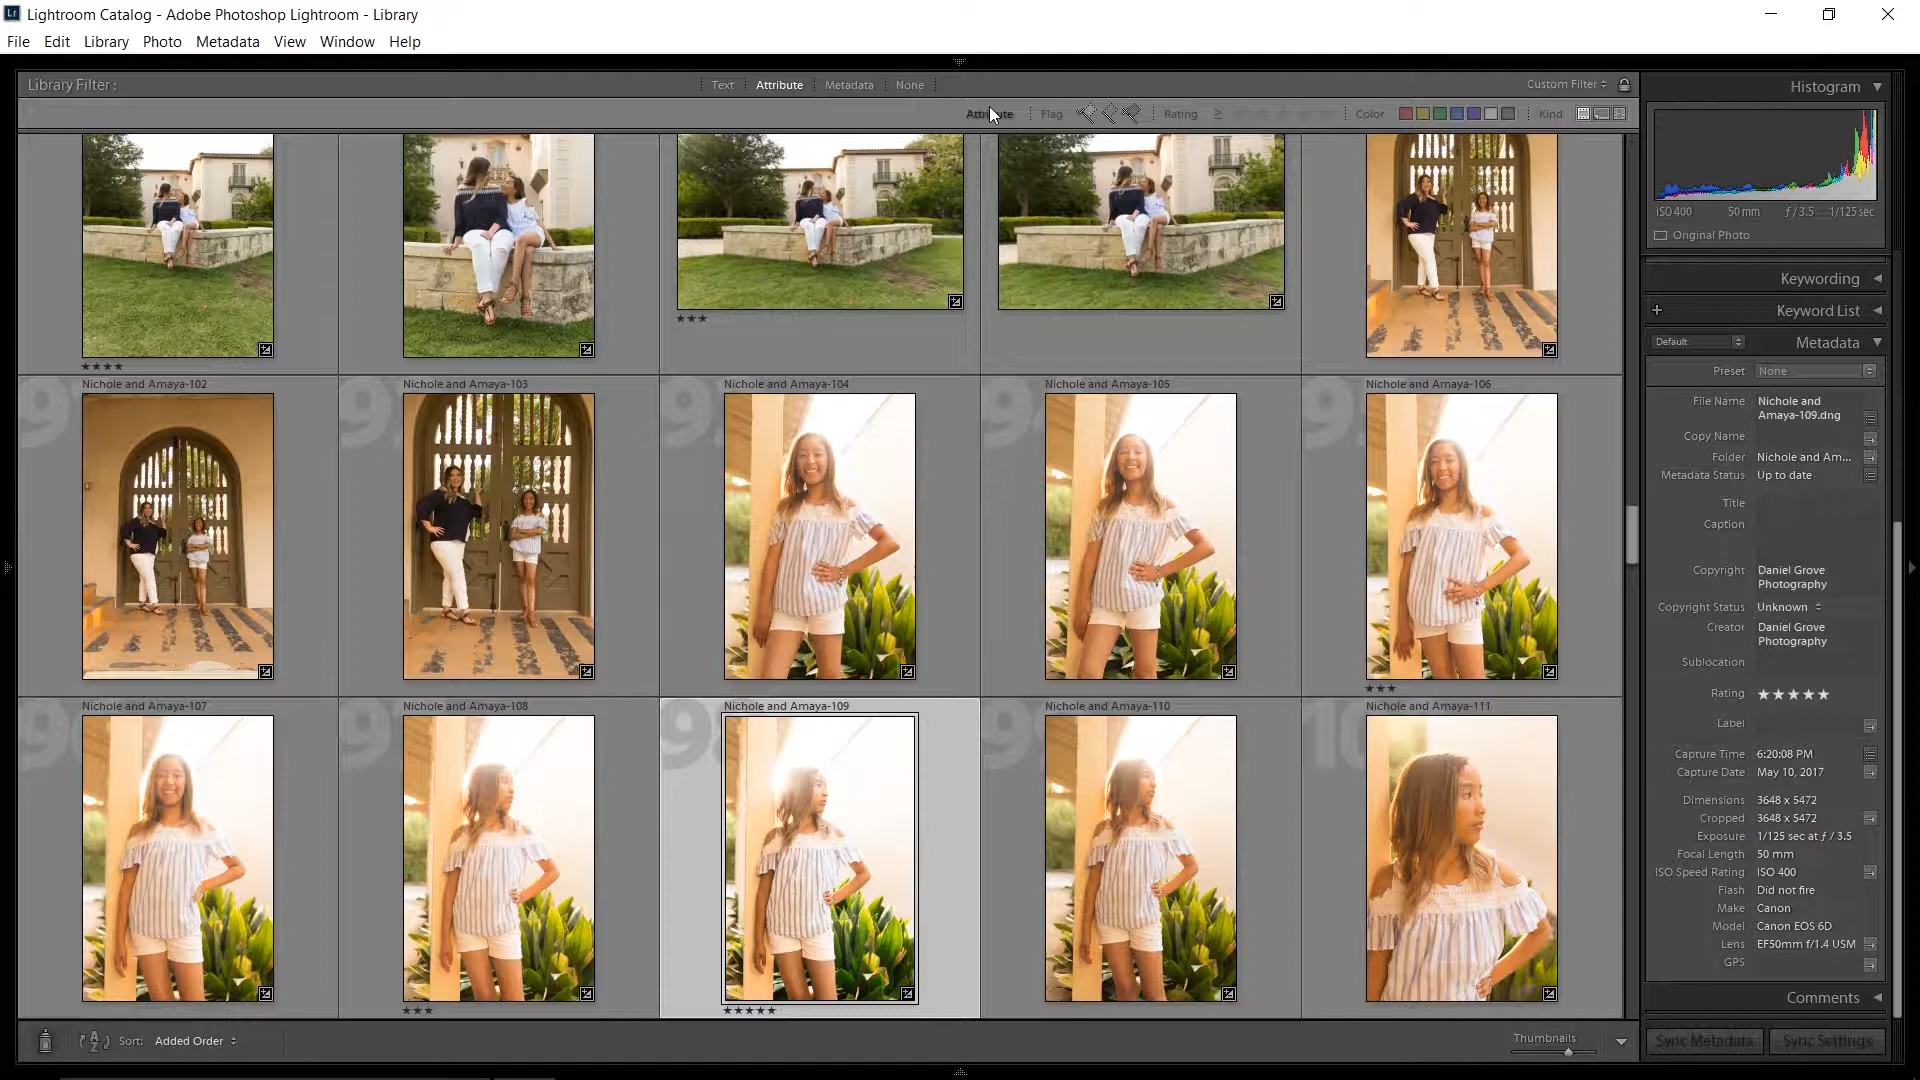 Lr Lightroom Catalog - Adobe Photoshop Lightroom - Library
File Edit Library Photo Metadata View Window Help
Library Filter :
Text Attribute Metadata None
Custom Filter
Attribute Flag Rating ≥ Color Kind
Histogram
ISO 400 50 mm ƒ / 3.5 1/125 sec
Original Photo
Keywording
Keyword List
Default
Metadata
Preset None
File Name Nichole and
Amaya-109.dng
Copy Name
Folder Nichole and Am...
Metadata Status Up to date
Title
Caption
Copyright Daniel Grove
Photography
Copyright Status Unknown
Creator Daniel Grove
Photography
Sublocation
Rating ★★★★★
Label
Capture Time 6:20:08 PM
Capture Date May 10, 2017
Dimensions 3648 x 5472
Cropped 3648 x 5472
Exposure 1/125 sec at ƒ / 3.5
Focal Length 50 mm
ISO Speed Rating ISO 400
Flash Did not fire
Make Canon
Model Canon EOS 6D
Lens EF50mm f/1.4 USM
GPS
Comments
Sync Metadata Sync Settings
Nichole and Amaya-102
Nichole and Amaya-103
Nichole and Amaya-104
Nichole and Amaya-105
Nichole and Amaya-106
Nichole and Amaya-107
Nichole and Amaya-108
Nichole and Amaya-109
Nichole and Amaya-110
Nichole and Amaya-111
Sort: Added Order
Thumbnails